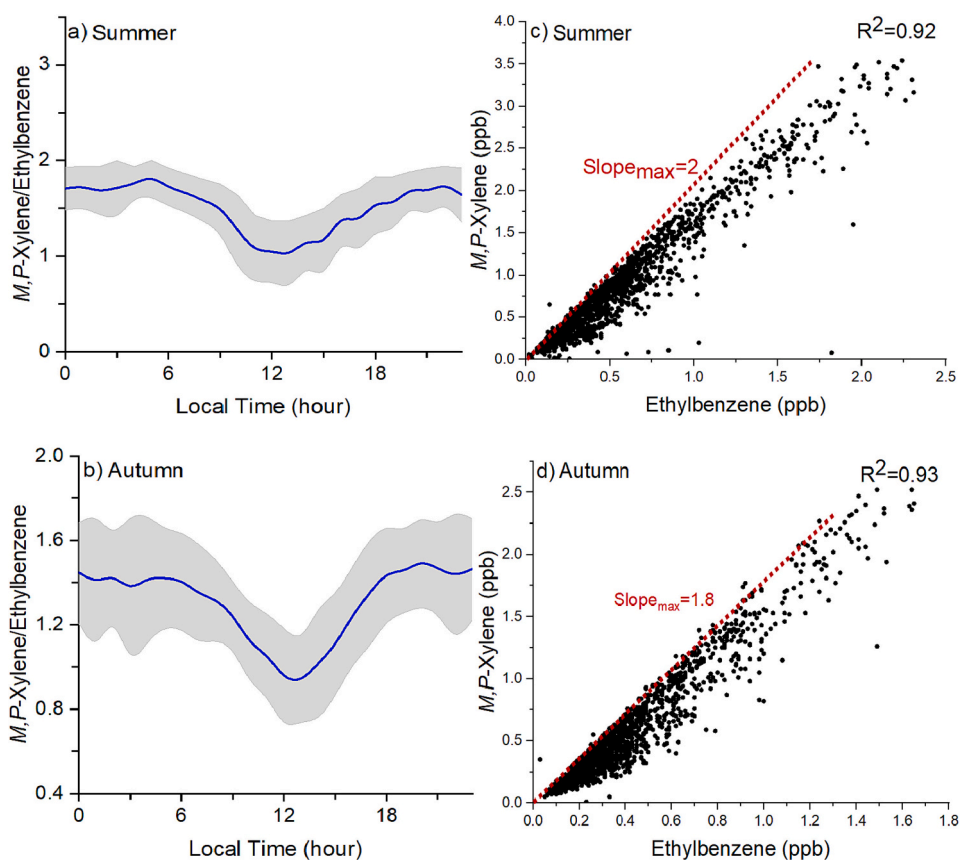 a) Summer
M,P-Xylene/Ethylbenzene
3
2
1
0
0
6
12
18
Local Time (hour)
c) Summer
R²=0.92
M,P-Xylene (ppb)
3.5
3.0
2.5
2.0
1.5
1.0
0.5
0.0
Slopemax=2
0.0
0.5
1.0
1.5
2.0
2.5
Ethylbenzene (ppb)
b) Autumn
M,P-Xylene/Ethylbenzene
2.0
1.6
1.2
0.8
0.4
0
6
12
18
Local Time (hour)
d) Autumn
R²=0.93
M,P-Xylene (ppb)
2.5
2.0
1.5
1.0
0.5
0.0
Slopemax=1.8
0.0
0.2
0.4
0.6
0.8
1.0
1.2
1.4
1.6
1.8
Ethylbenzene (ppb)